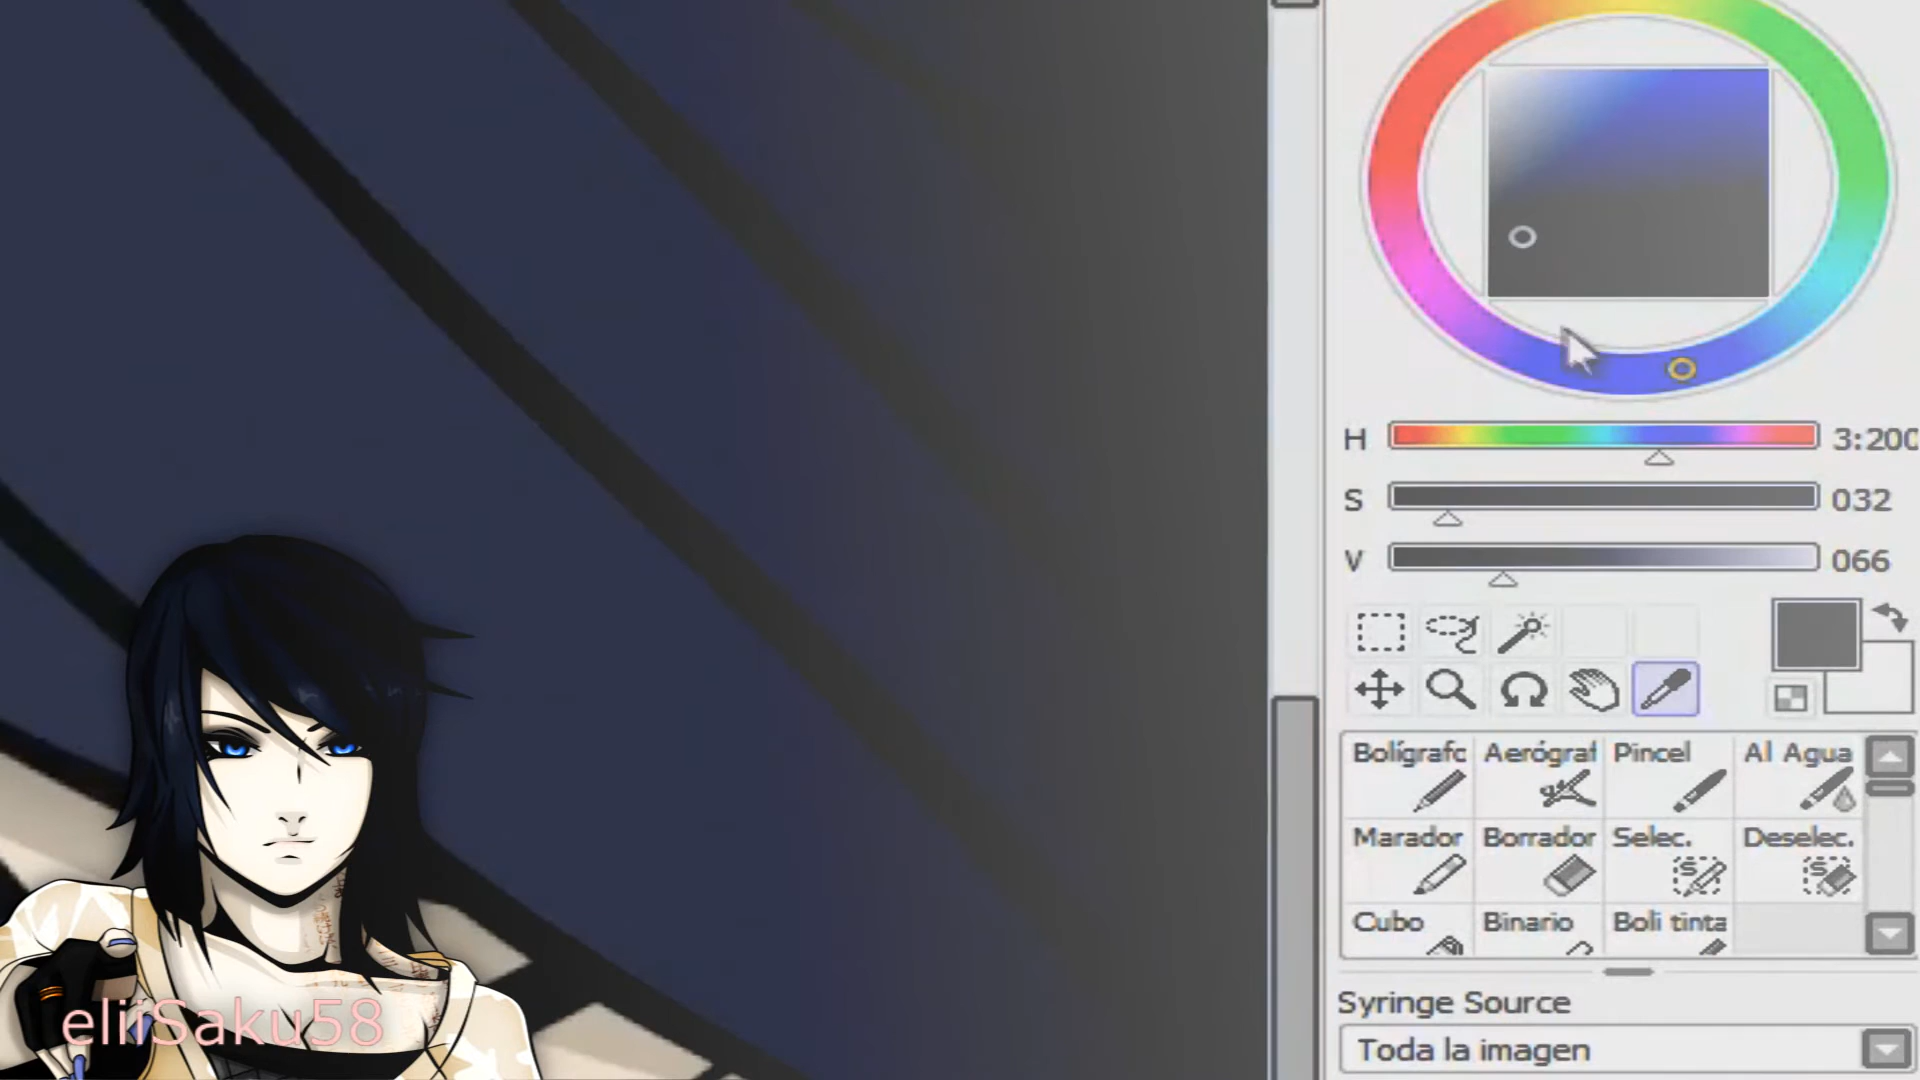 H 3:200
S 032
V 066
Bolígrafc Aerógraf Pincel Al Agua
Marador Borrador Selec. Deselec.
Cubo Binario Boli tinta
Syringe Source
Toda la imagen
eliiSaku58